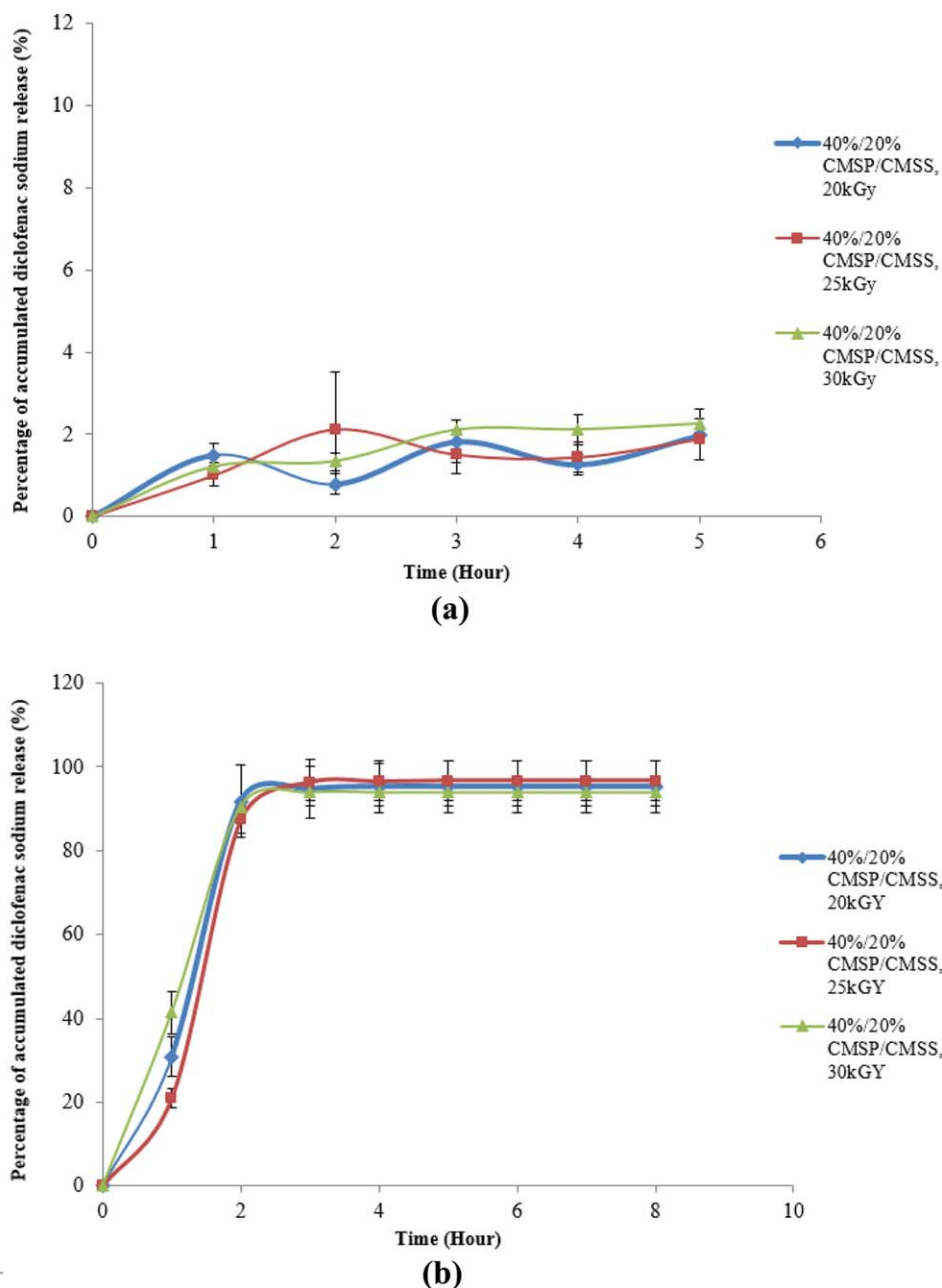 Percentage of accumulated diclofenac sodium release (%)
12
10
8
6
4
2
0
0 1 2 3 4 5 6
Time (Hour)
40%/20%
CMSP/CMSS,
20kGy
40%/20%
CMSP/CMSS,
25kGy
40%/20%
CMSP/CMSS,
30kGy
(a)
Percentage of accumulated diclofenac sodium release (%)
120
100
80
60
40
20
0
0 2 4 6 8 10
Time (Hour)
40%/20%
CMSP/CMSS,
20kGY
40%/20%
CMSP/CMSS,
25kGY
40%/20%
CMSP/CMSS,
30kGY
(b)